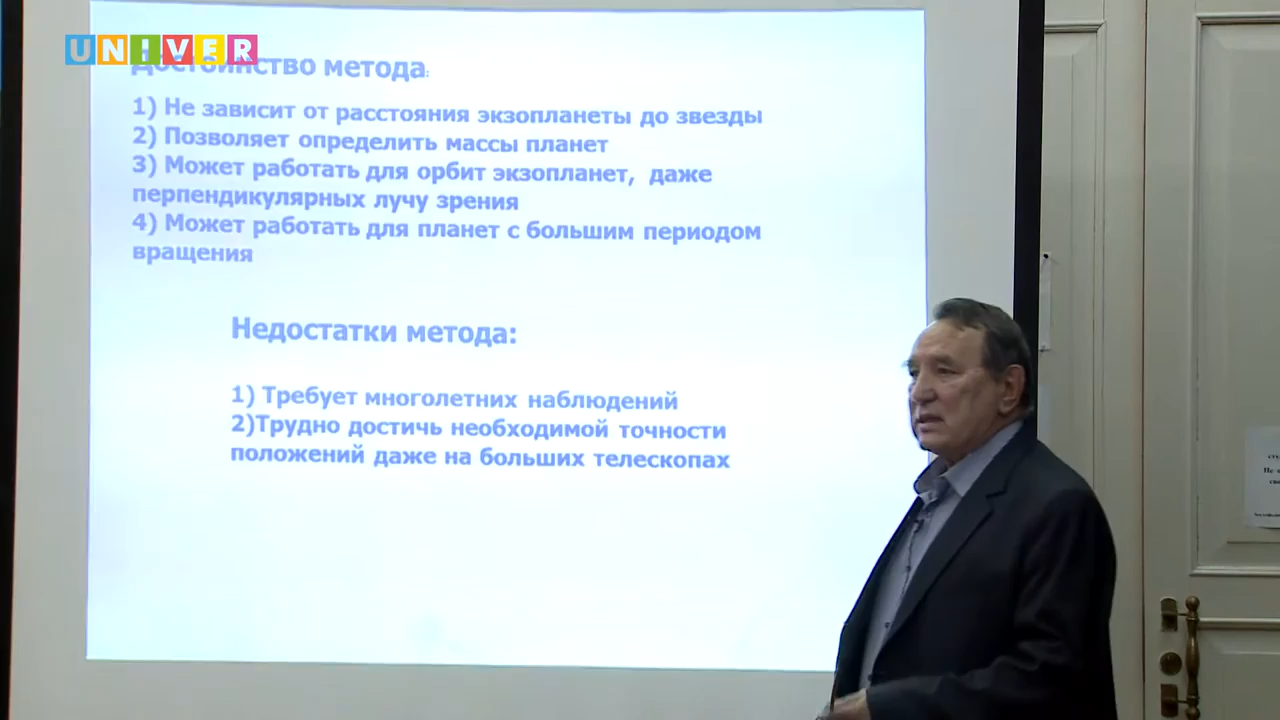 UNIVER
Достоинство метода:
1) Не зависит от расстояния экзопланеты до звезды
2) Позволяет определить массы планет
3) Может работать для орбит экзопланет, даже
перпендикулярных лучу зрения
4) Может работать для планет с большим периодом
вращения
Недостатки метода:
1) Требует многолетних наблюдений
2)Трудно достичь необходимой точности
положений даже на больших телескопах